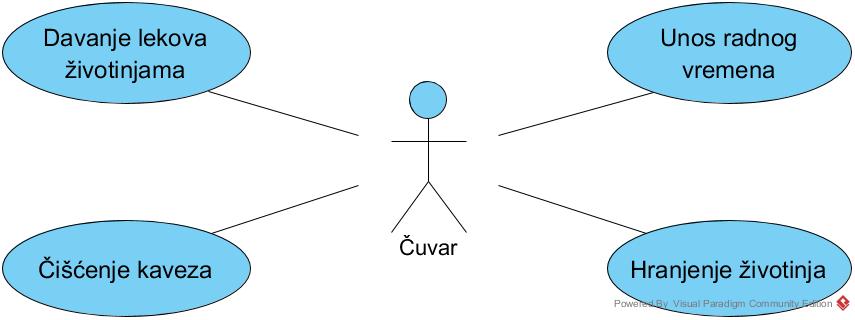 Davanje lekova
životinjama
Unos radnog
vremena
Čuvar
Čišćenje kaveza
Hranjenje životinja
Powered By Visual Paradigm Community Edition